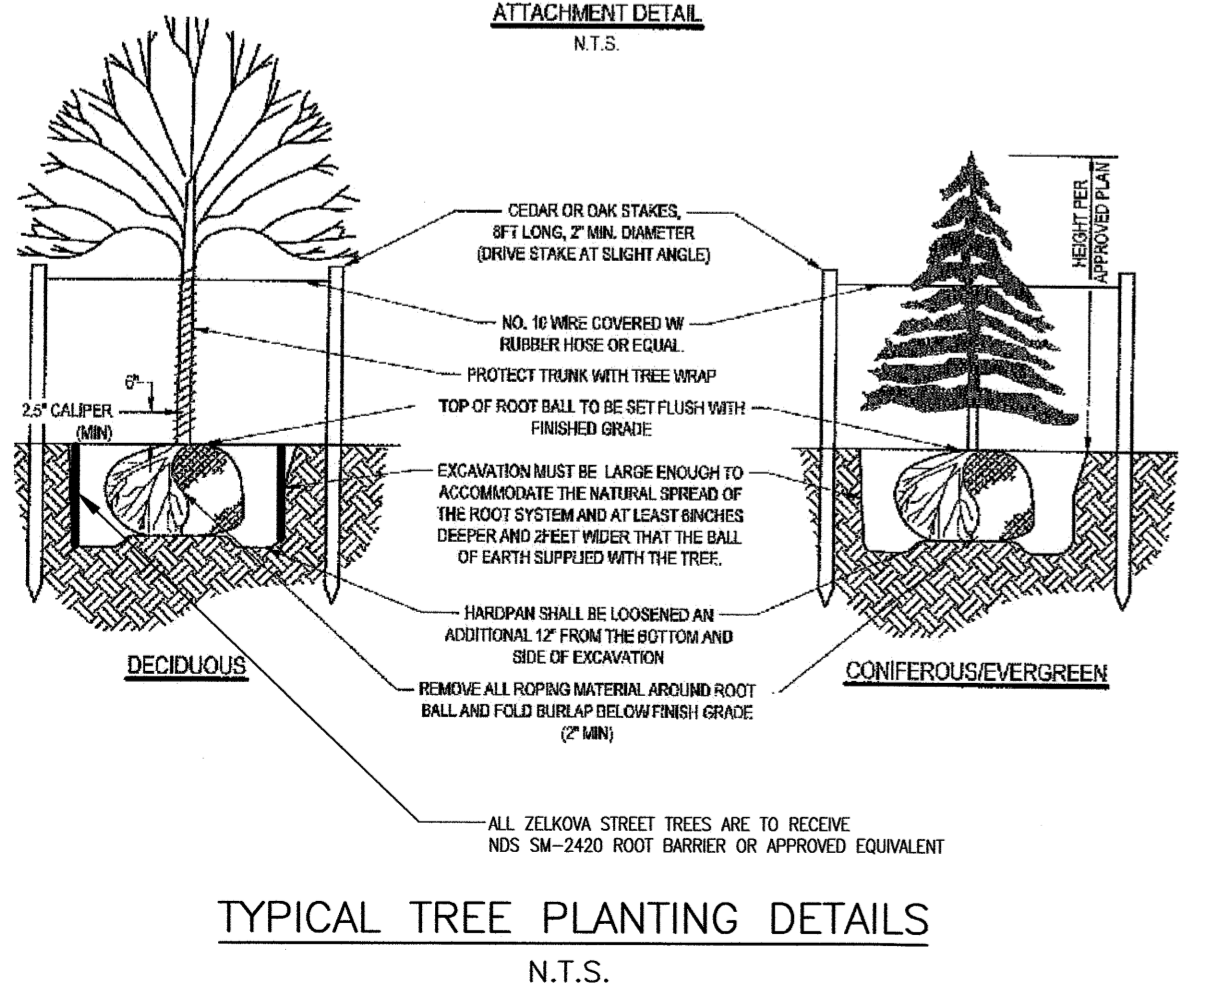 ATTACHMENT DETAIL
N.T.S.
CEDAR OR OAK STAKES,
8FT LONG, 2" MIN. DIAMETER
(DRIVE STAKE AT SLIGHT ANGLE)
HEIGHT PER
APPROVED PLAN
NO. 10 WIRE COVERED W/
RUBBER HOSE OR EQUAL.
PROTECT TRUNK WITH TREE WRAP
6"
2.5" CALIPER
(MIN)
TOP OF ROOT BALL TO BE SET FLUSH WITH
FINISHED GRADE
EXCAVATION MUST BE LARGE ENOUGH TO
ACCOMMODATE THE NATURAL SPREAD OF
THE ROOT SYSTEM AND AT LEAST 6INCHES
DEEPER AND 2FEET WIDER THAT THE BALL
OF EARTH SUPPLIED WITH THE TREE.
HARDPAN SHALL BE LOOSENED AN
ADDITIONAL 12" FROM THE BOTTOM AND
SIDE OF EXCAVATION
DECIDUOUS
CONIFEROUS/EVERGREEN
REMOVE ALL ROPING MATERIAL AROUND ROOT
BALL AND FOLD BURLAP BELOW FINISH GRADE
(2" MIN)
ALL ZELKOVA STREET TREES ARE TO RECEIVE
NDS SM-2420 ROOT BARRIER OR APPROVED EQUIVALENT
TYPICAL TREE PLANTING DETAILS
N.T.S.